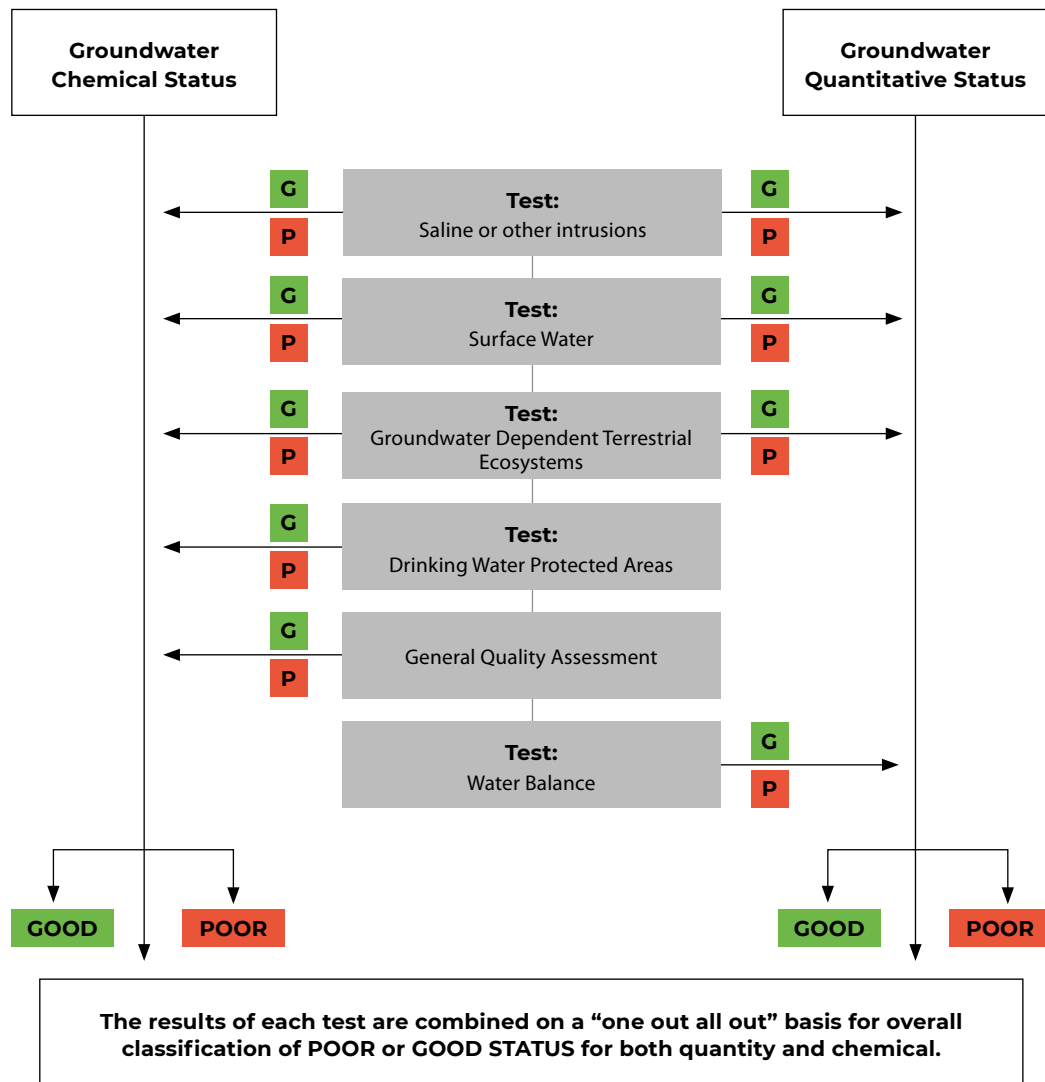 Groundwater
Chemical Status
Groundwater
Quantitative Status
G
P
Test:
Saline or other intrusions
G
P
G
P
Test:
Surface Water
G
P
G
P
Test:
Groundwater Dependent Terrestrial
Ecosystems
G
P
G
P
Test:
Drinking Water Protected Areas
G
P
General Quality Assessment
Test:
Water Balance
G
P
GOOD
POOR
GOOD
POOR
The results of each test are combined on a “one out all out” basis for overall
classification of POOR or GOOD STATUS for both quantity and chemical.